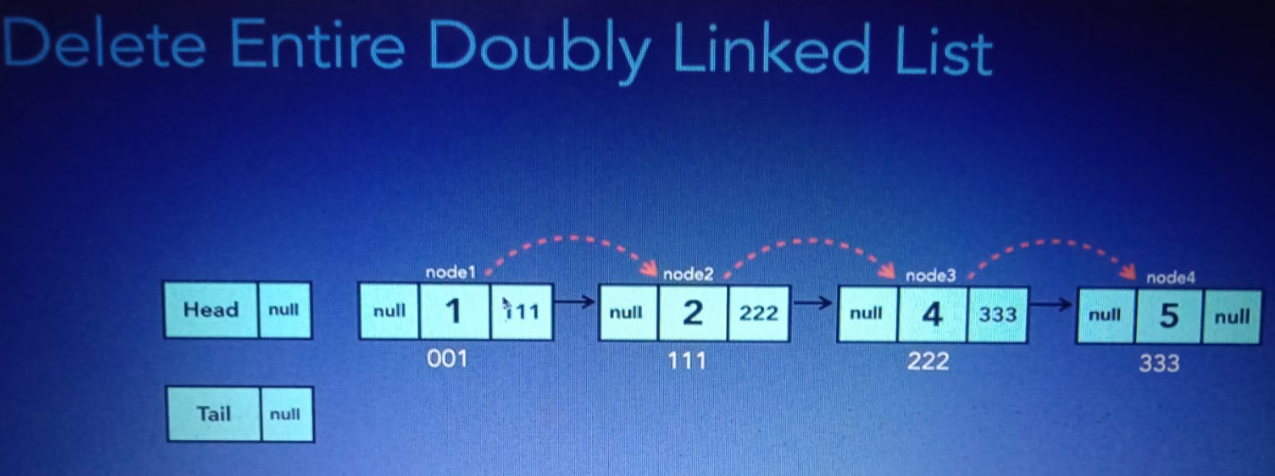 Delete Entire Doubly Linked List
node1 node2 node3 node4
Head null null 1 111 null 2 222 null 4 333 null 5 null
001 111 222 333
Tail null